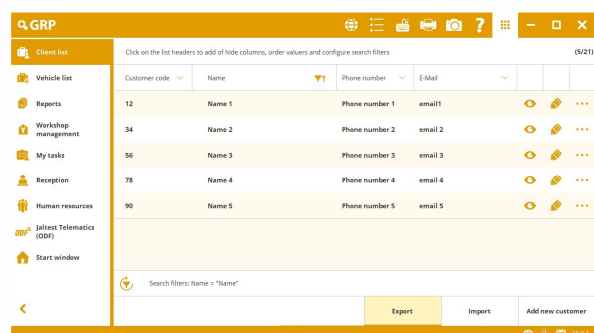 GRP
Client list
Click on the list headers to add of hide columns, order valuers and configure search filters
(5/21)
Vehicle list
Customer code
Name
Phone number
E-Mail
Reports
12
Name 1
Phone number 1
email1
Workshop
management
34
Name 2
Phone number 2
email 2
My tasks
56
Name 3
Phone number 3
email 3
Reception
78
Name 4
Phone number 4
email 4
Human resources
90
Name 5
Phone number 5
email 5
ODF
Jaltest Telematics
(ODF)
Start window
Search filters: Name = "Name"
Export
Import
Add new customer